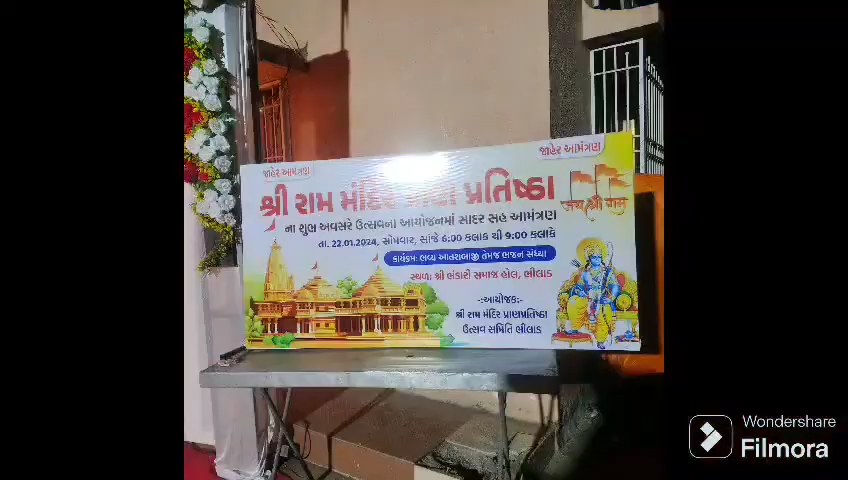 જાહેર આમંત્રણ
જાહેર આમંત્રણ
શ્રી રામ મંદિર પ્રતિષ્ઠા
જય શ્રી રામ
ના શુભ અવસરે ઉત્સવના આયોજનમાં સાદર સહ આમંત્રણ
તા. 22.01.2024, સોમવાર, સાંજે 6:00 કલાક થી 9:00 કલાકે
કાર્યક્રમ: ભવ્ય આતશબાજી તેમજ ભજન સંધ્યા
સ્થળ: શ્રી ભંડારી સમાજ હોલ, ભીલાડ
-:આયોજક:-
શ્રી રામ મંદિર પ્રાણપ્રતિષ્ઠા
ઉત્સવ સમિતિ ભીલાડ
Wondershare
Filmora